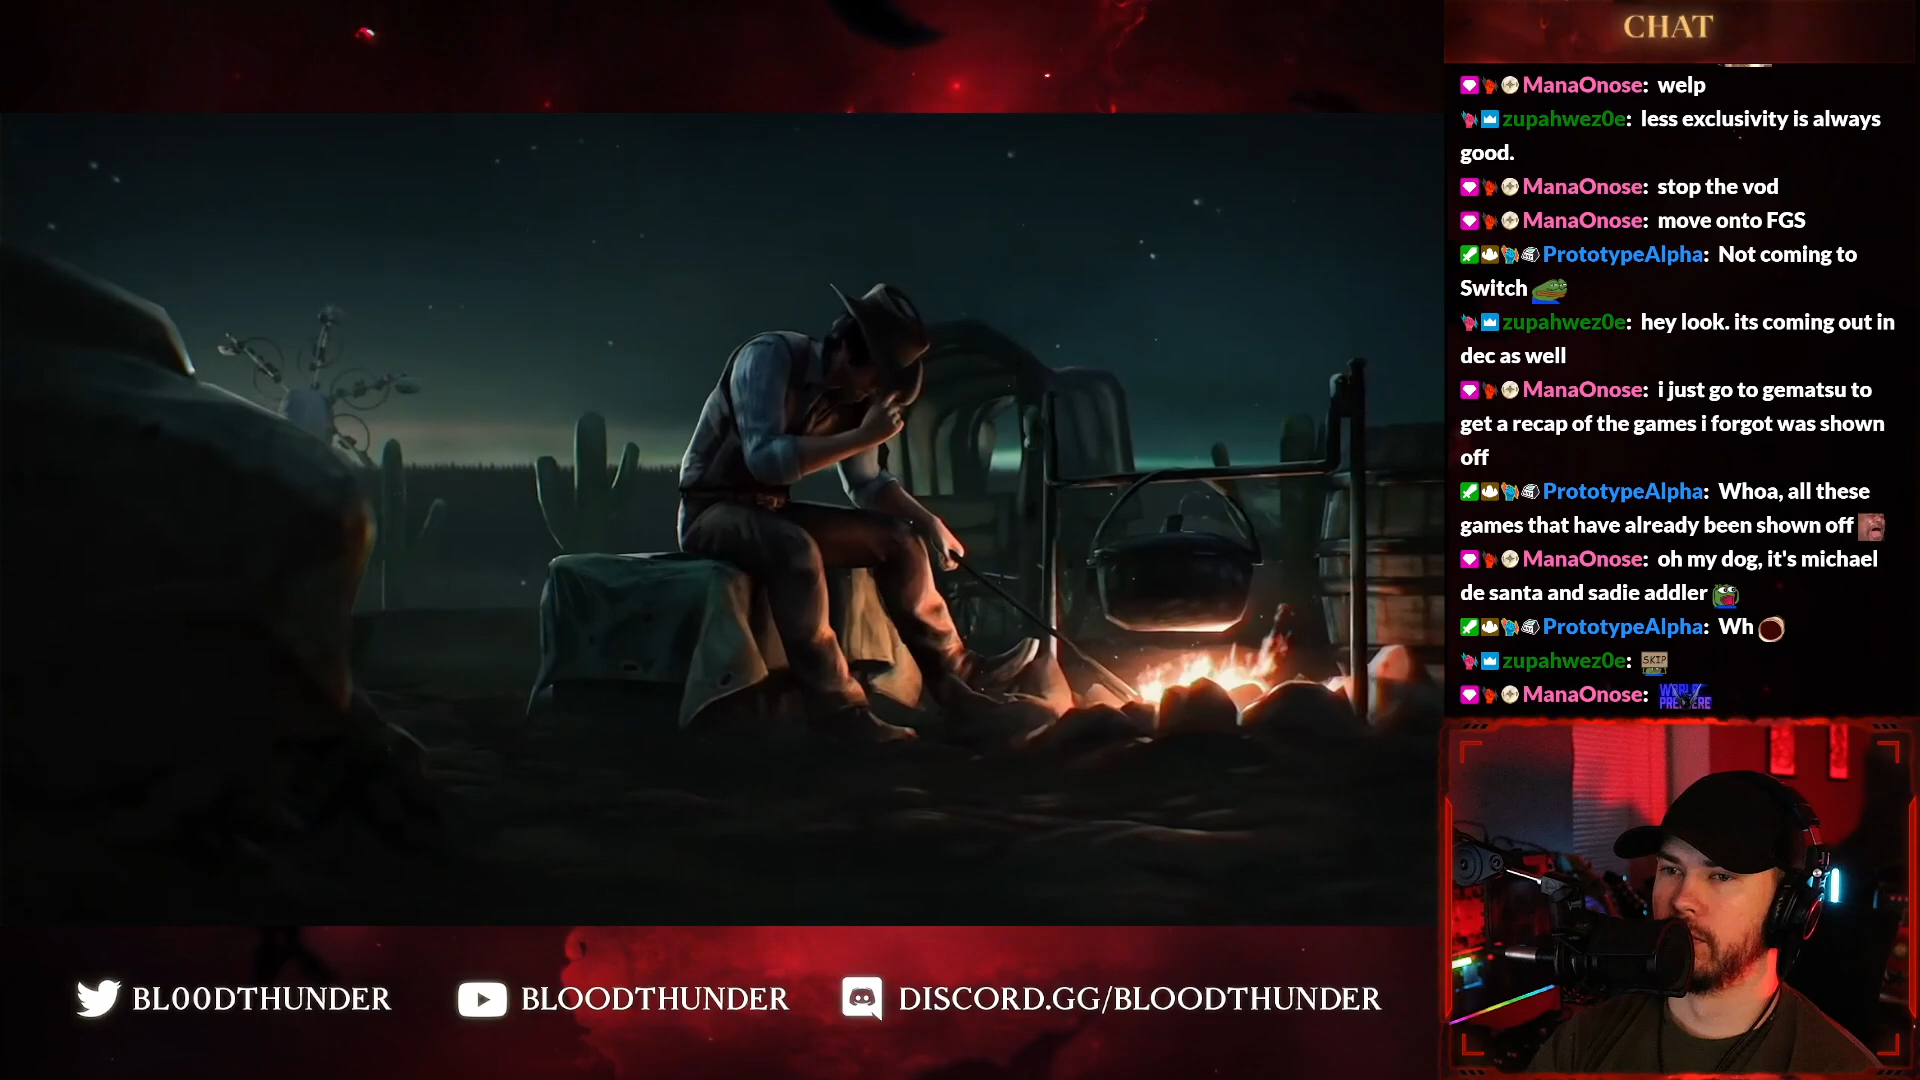 CHAT
ManaOnose: welp
zupahwez0e: less exclusivity is always
good.
ManaOnose: stop the vod
ManaOnose: move onto FGS
PrototypeAlpha: Not coming to
Switch
zupahwez0e: hey look. its coming out in
dec as well
ManaOnose: i just go to gematsu to
get a recap of the games i forgot was shown
off
PrototypeAlpha: Whoa, all these
games that have already been shown off
ManaOnose: oh my dog, it's michael
de santa and sadie addler
PrototypeAlpha: Wh
zupahwez0e: SKIP
ManaOnose: WORLD
PREMIERE
BL00DTHUNDER
BLOODTHUNDER
DISCORD.GG/BLOODTHUNDER